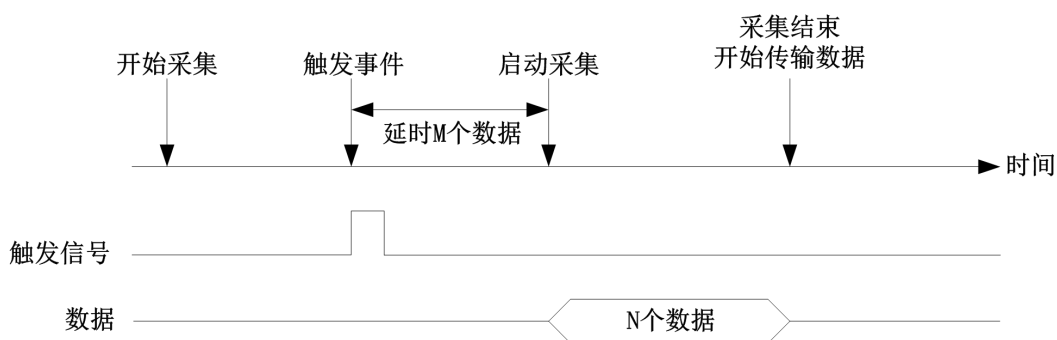 采集结束
开始采集
触发事件
启动采集
开始传输数据
延时M个数据
时间
触发信号
数据
N个数据